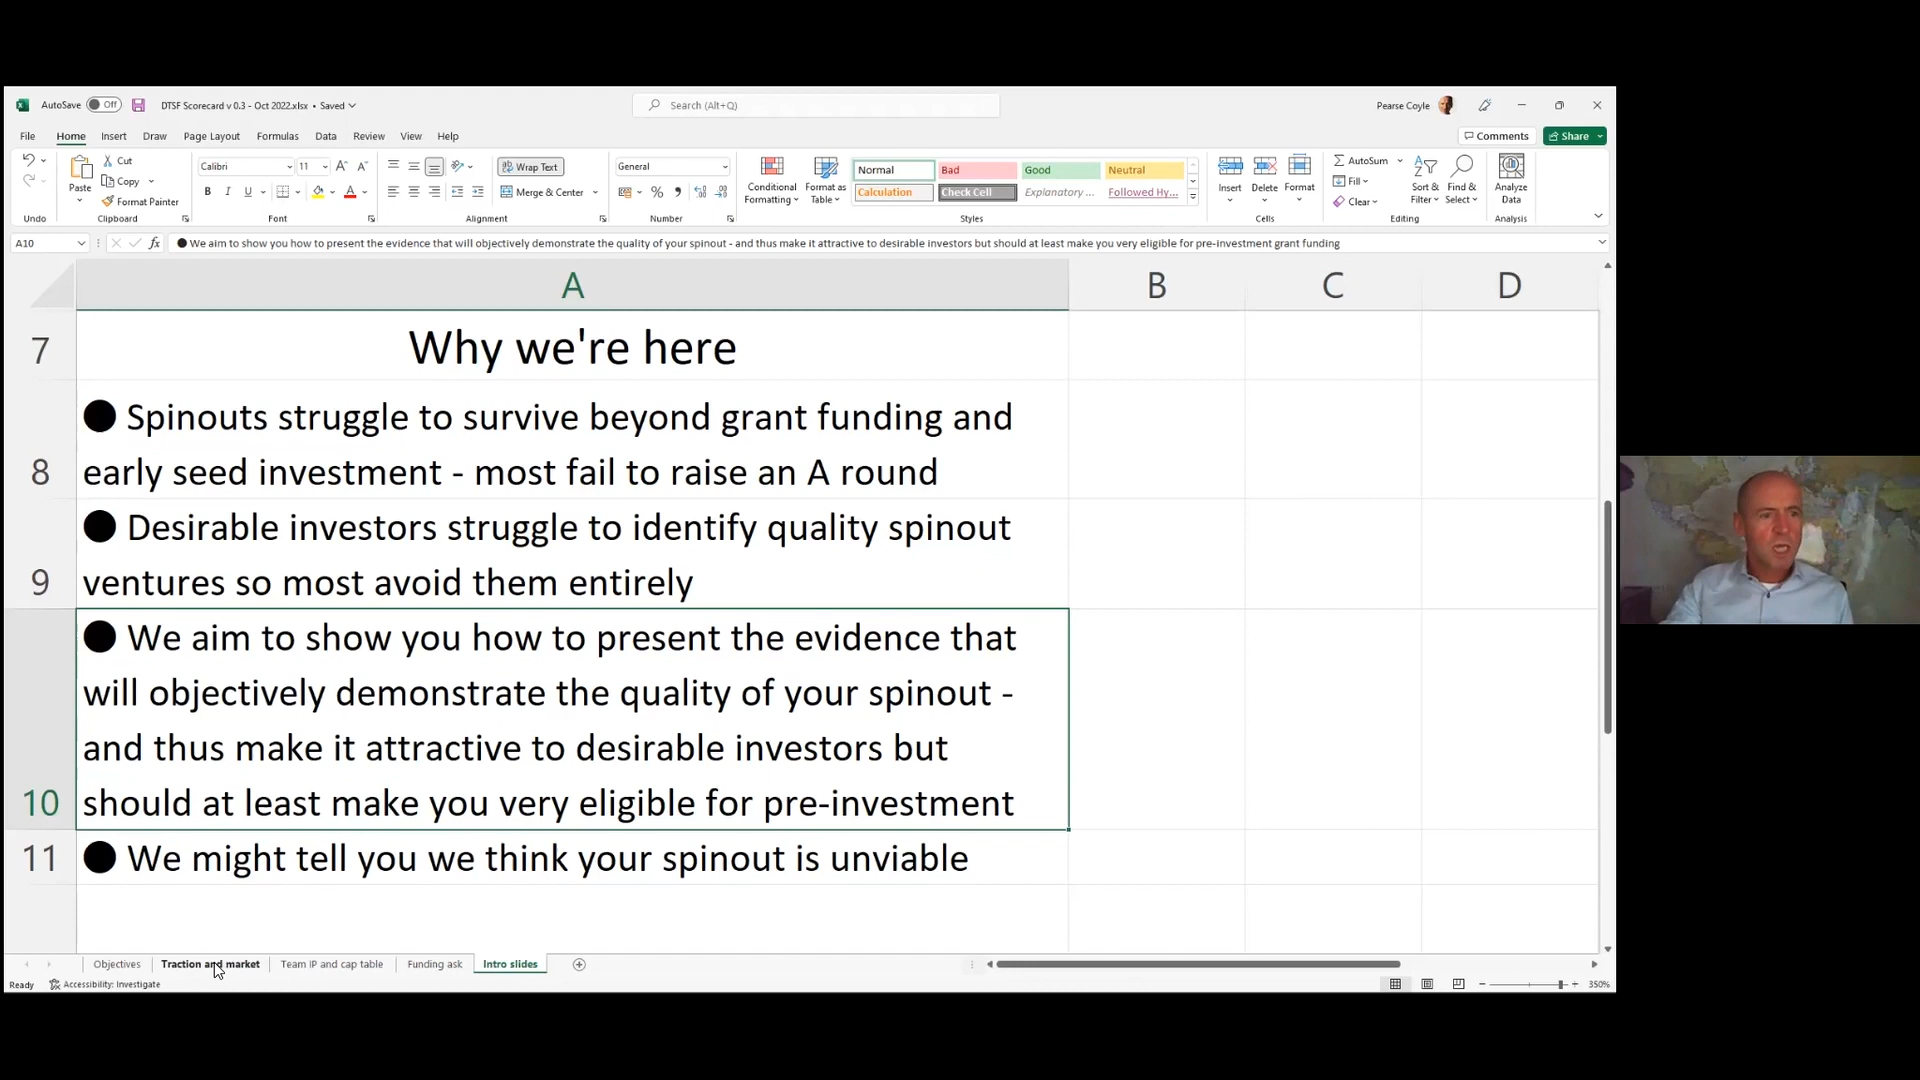 AutoSave Off DTSF Scorecard v 0.3 - Oct 2022.xlsx • Saved Search (Alt+Q) Pearse Coyle
File Home Insert Draw Page Layout Formulas Data Review View Help Comments Share
Cut Calibri 11 Wrap Text General Normal Bad Good Neutral AutoSum
Copy Fill
Paste Conditional Format as Insert Delete Format Sort & Find & Analyze
Format Painter B I U Merge & Center Formatting Table Calculation Check Cell Explanatory ... Followed Hy... Clear Filter Select Data
Undo Clipboard Font Alignment Number Styles Cells Editing Analysis
A10 fx ● We aim to show you how to present the evidence that will objectively demonstrate the quality of your spinout - and thus make it attractive to desirable investors but should at least make you very eligible for pre-investment grant funding
A B C D
7 Why we're here
● Spinouts struggle to survive beyond grant funding and
8 early seed investment - most fail to raise an A round
● Desirable investors struggle to identify quality spinout
9 ventures so most avoid them entirely
● We aim to show you how to present the evidence that
will objectively demonstrate the quality of your spinout -
and thus make it attractive to desirable investors but
10 should at least make you very eligible for pre-investment
11 ● We might tell you we think your spinout is unviable
Objectives Traction and market Team IP and cap table Funding ask Intro slides
Ready Accessibility: Investigate 350%